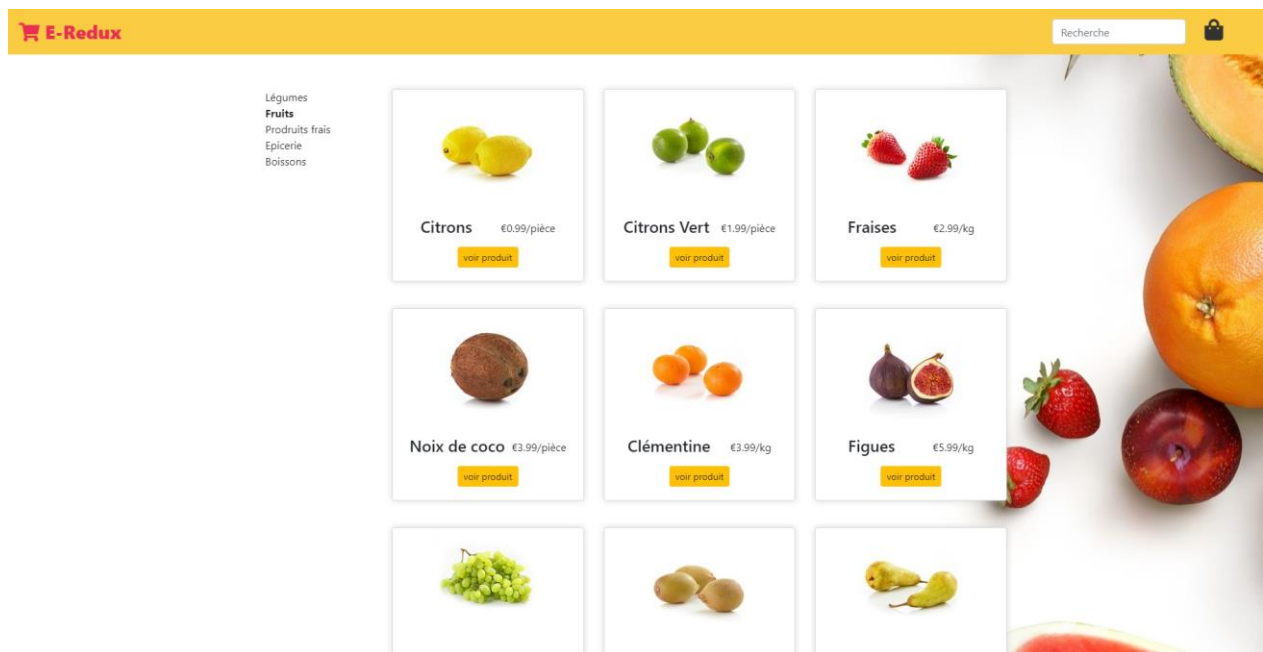 E-Redux
Recherche
Légumes
Fruits
Prodruits frais
Epicerie
Boissons
Citrons €0.99/pièce
voir produit
Citrons Vert €1.99/pièce
voir produit
Fraises €2.99/kg
voir produit
Noix de coco €3.99/pièce
voir produit
Clémentine €3.99/kg
voir produit
Figues €5.99/kg
voir produit